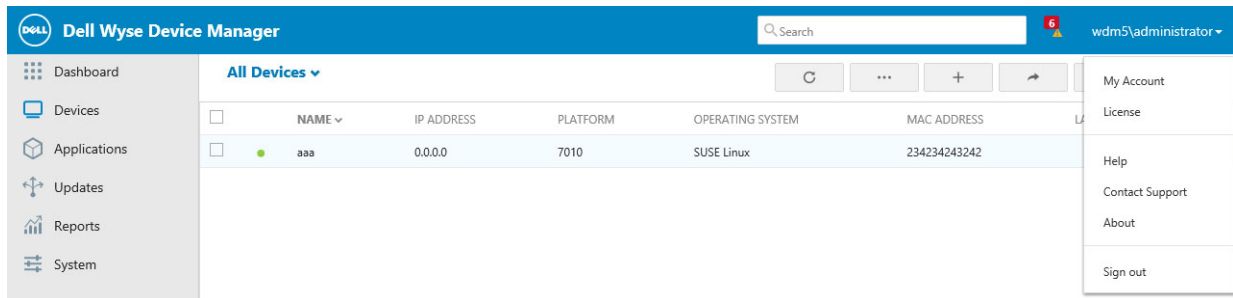 DELL Dell Wyse Device Manager Search 6 wdm5\administrator
Dashboard All Devices ... My Account
Devices License
NAME IP ADDRESS PLATFORM OPERATING SYSTEM MAC ADDRESS
Applications aaa 0.0.0.0 7010 SUSE Linux 234234243242 Help
Updates Contact Support
Reports About
System Sign out